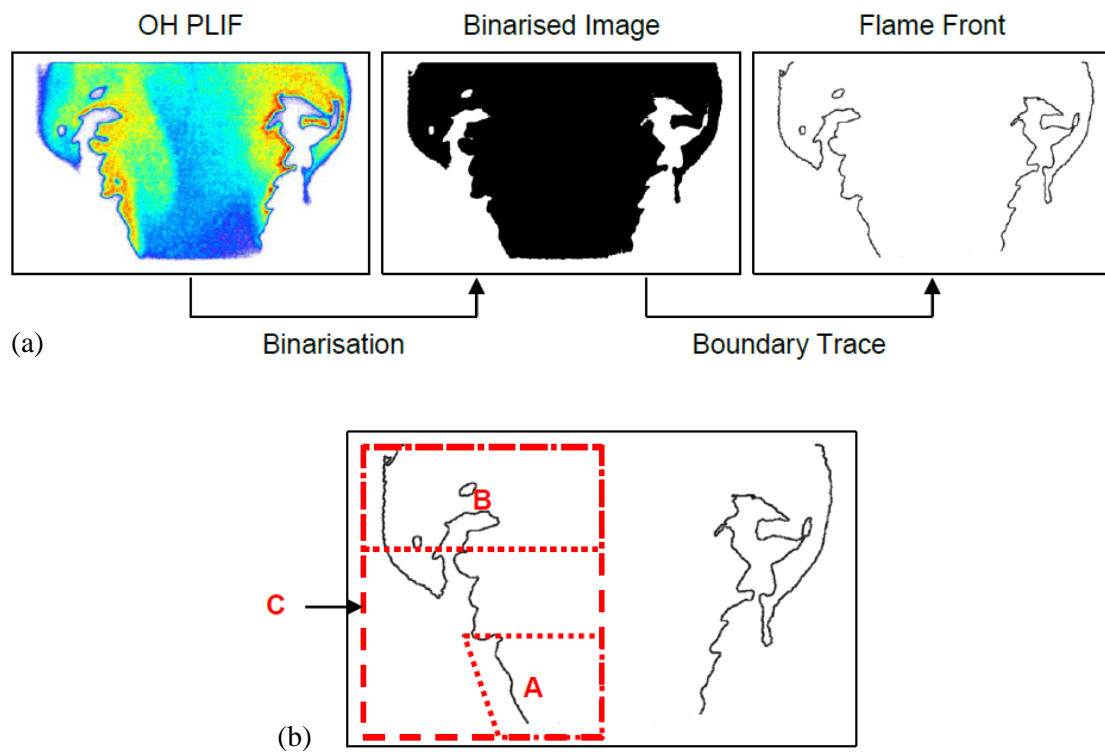 OH PLIF Binarised Image Flame Front
(a) Binarisation Boundary Trace
B
C
A
(b)